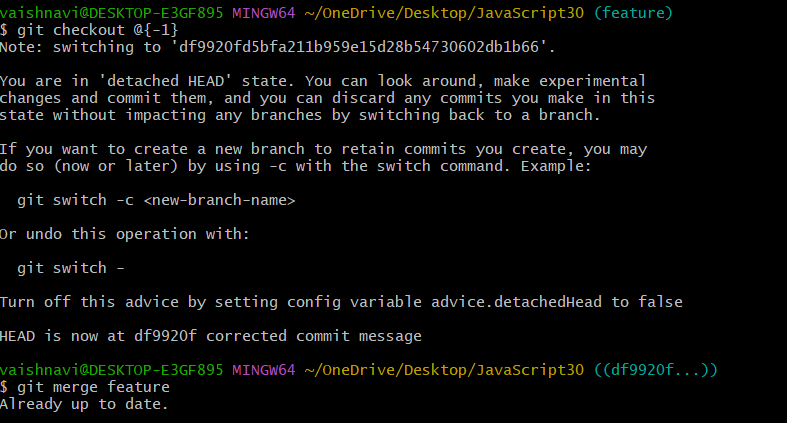 vaishnavi@DESKTOP-E3GF895 MINGW64 ~/OneDrive/Desktop/JavaScript30 (feature)
$ git checkout @{-1}
Note: switching to 'df9920fd5bfa211b959e15d28b54730602db1b66'.

You are in 'detached HEAD' state. You can look around, make experimental
changes and commit them, and you can discard any commits you make in this
state without impacting any branches by switching back to a branch.

If you want to create a new branch to retain commits you create, you may
do so (now or later) by using -c with the switch command. Example:

  git switch -c <new-branch-name>

Or undo this operation with:

  git switch -

Turn off this advice by setting config variable advice.detachedHead to false

HEAD is now at df9920f corrected commit message

vaishnavi@DESKTOP-E3GF895 MINGW64 ~/OneDrive/Desktop/JavaScript30 ((df9920f...))
$ git merge feature
Already up to date.